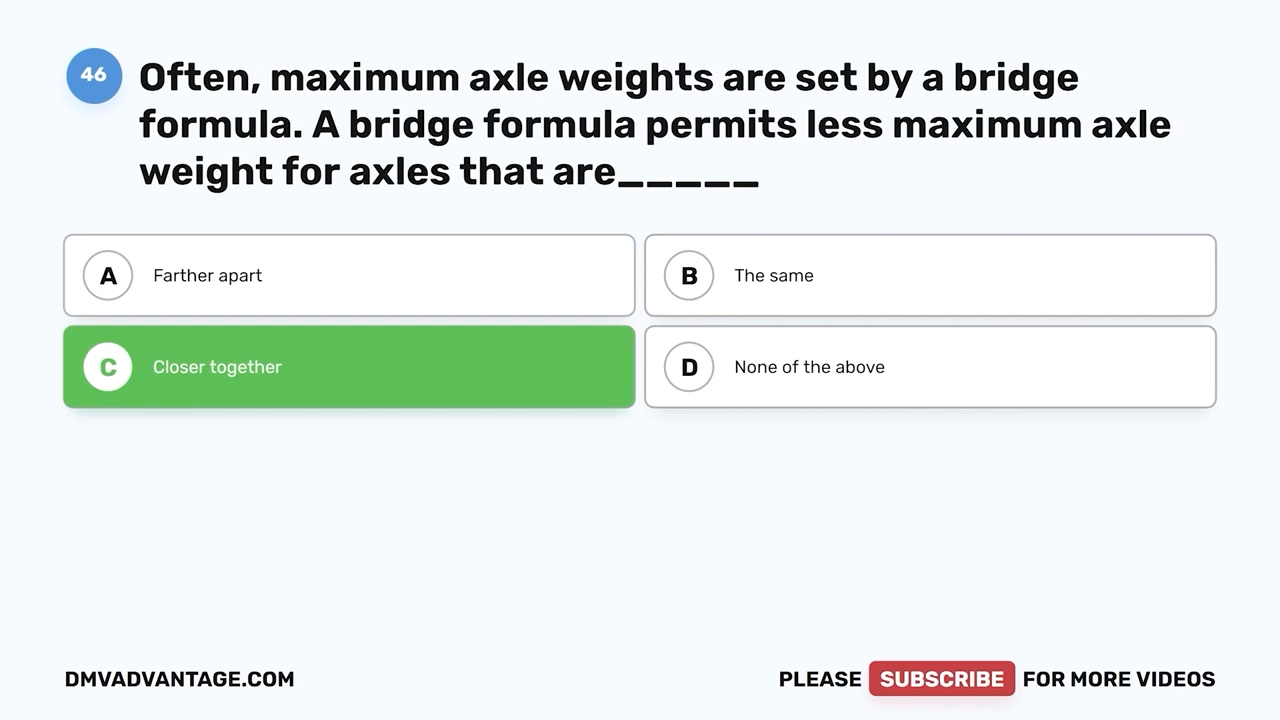 46
Often, maximum axle weights are set by a bridge
formula. A bridge formula permits less maximum axle
weight for axles that are_____
A Farther apart
B The same
C Closer together
D None of the above
DMVADVANTAGE.COM
PLEASE SUBSCRIBE FOR MORE VIDEOS